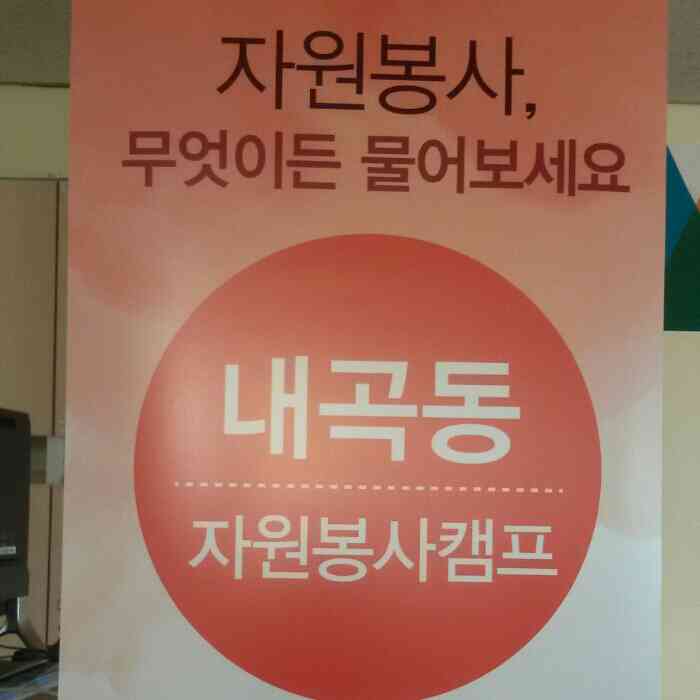 자원봉사,
무엇이든 물어보세요
내곡동
자원봉사캠프